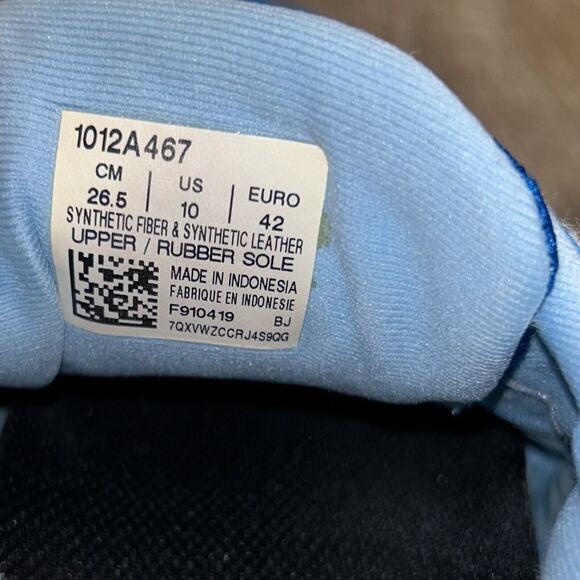 1012A467
CM | US | EURO
26.5 | 10 | 42
SYNTHETIC FIBER & SYNTHETIC LEATHER
UPPER / RUBBER SOLE
MADE IN INDONESIA
FABRIQUE EN INDONESIE
F910419 BJ
7QXVWZCCRJ4S9QG